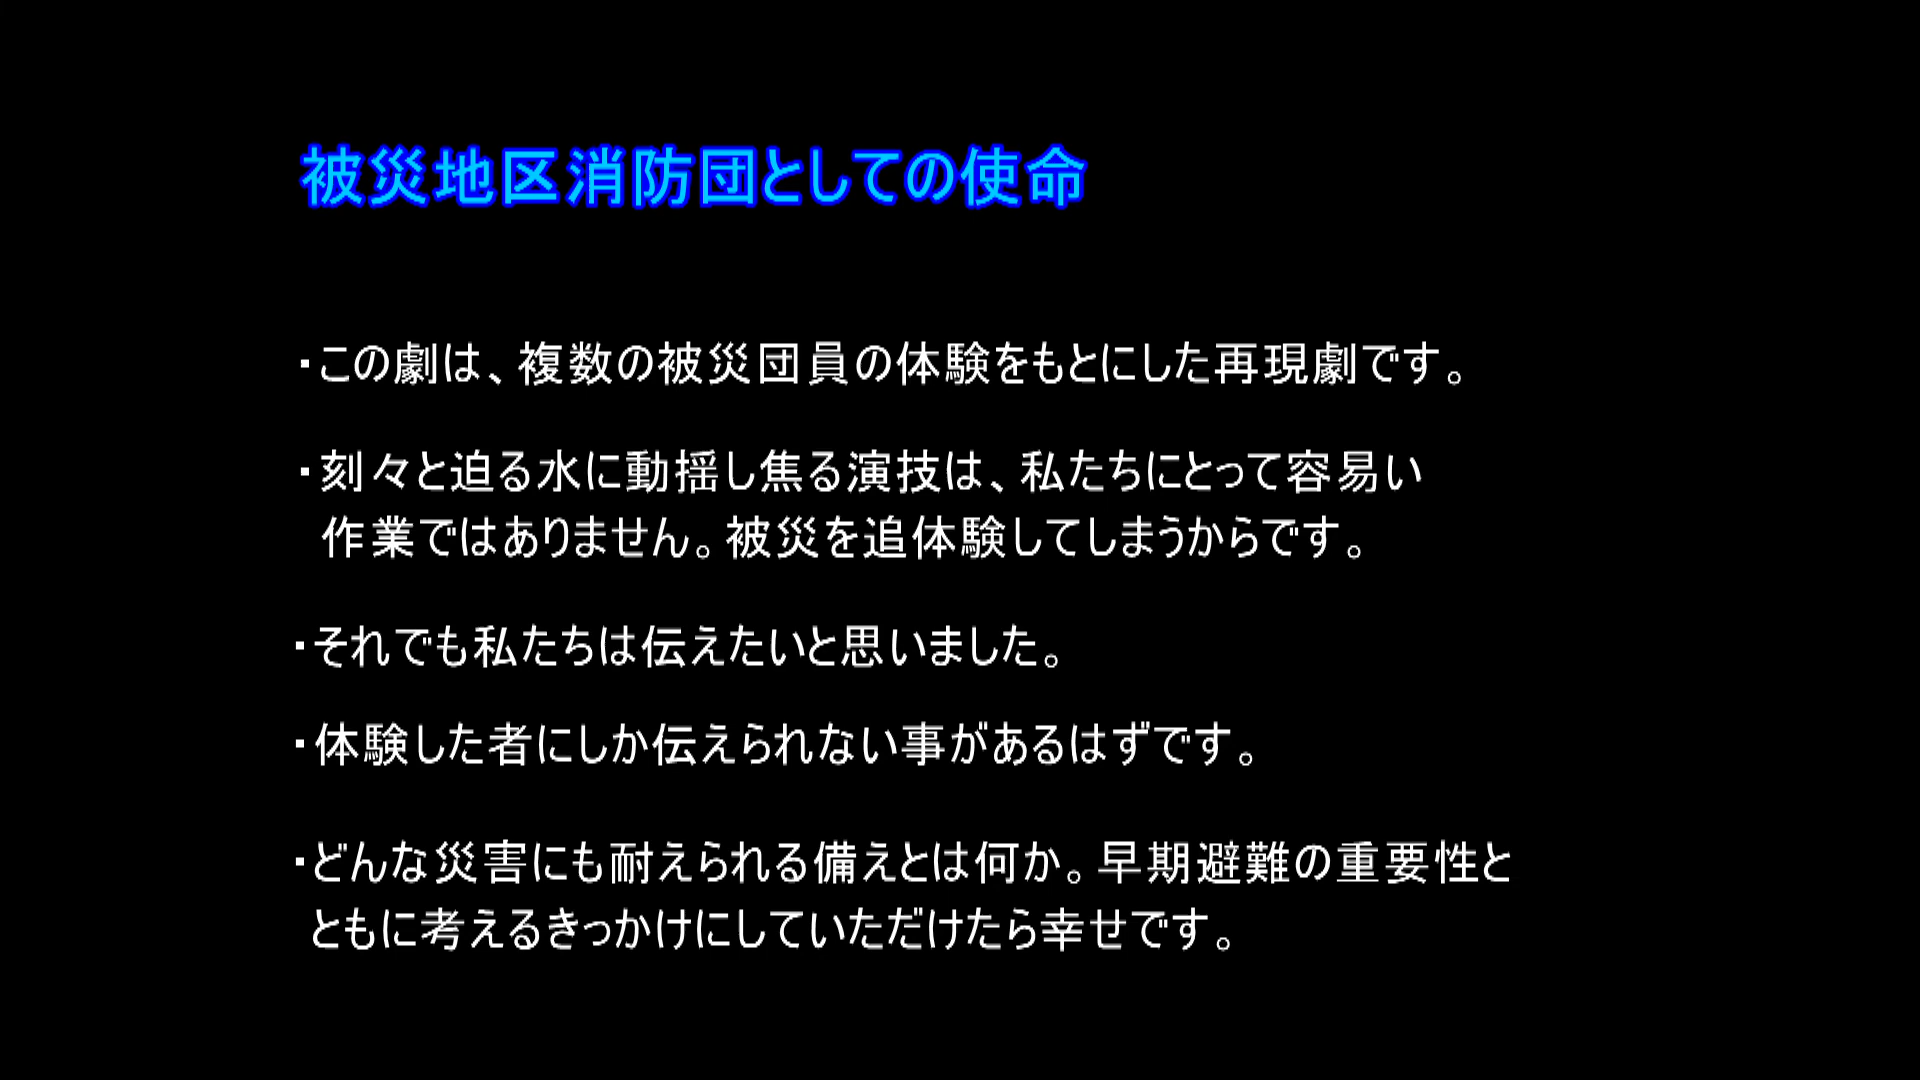 被災地区消防団としての使命
・この劇は、複数の被災団員の体験をもとにした再現劇です。
・刻々と迫る水に動揺し焦る演技は、私たちにとって容易い
作業ではありません。被災を追体験してしまうからです。
・それでも私たちは伝えたいと思いました。
・体験した者にしか伝えられない事があるはずです。
・どんな災害にも耐えられる備えとは何か。早期避難の重要性と
ともに考えるきっかけにしていただけたら幸せです。